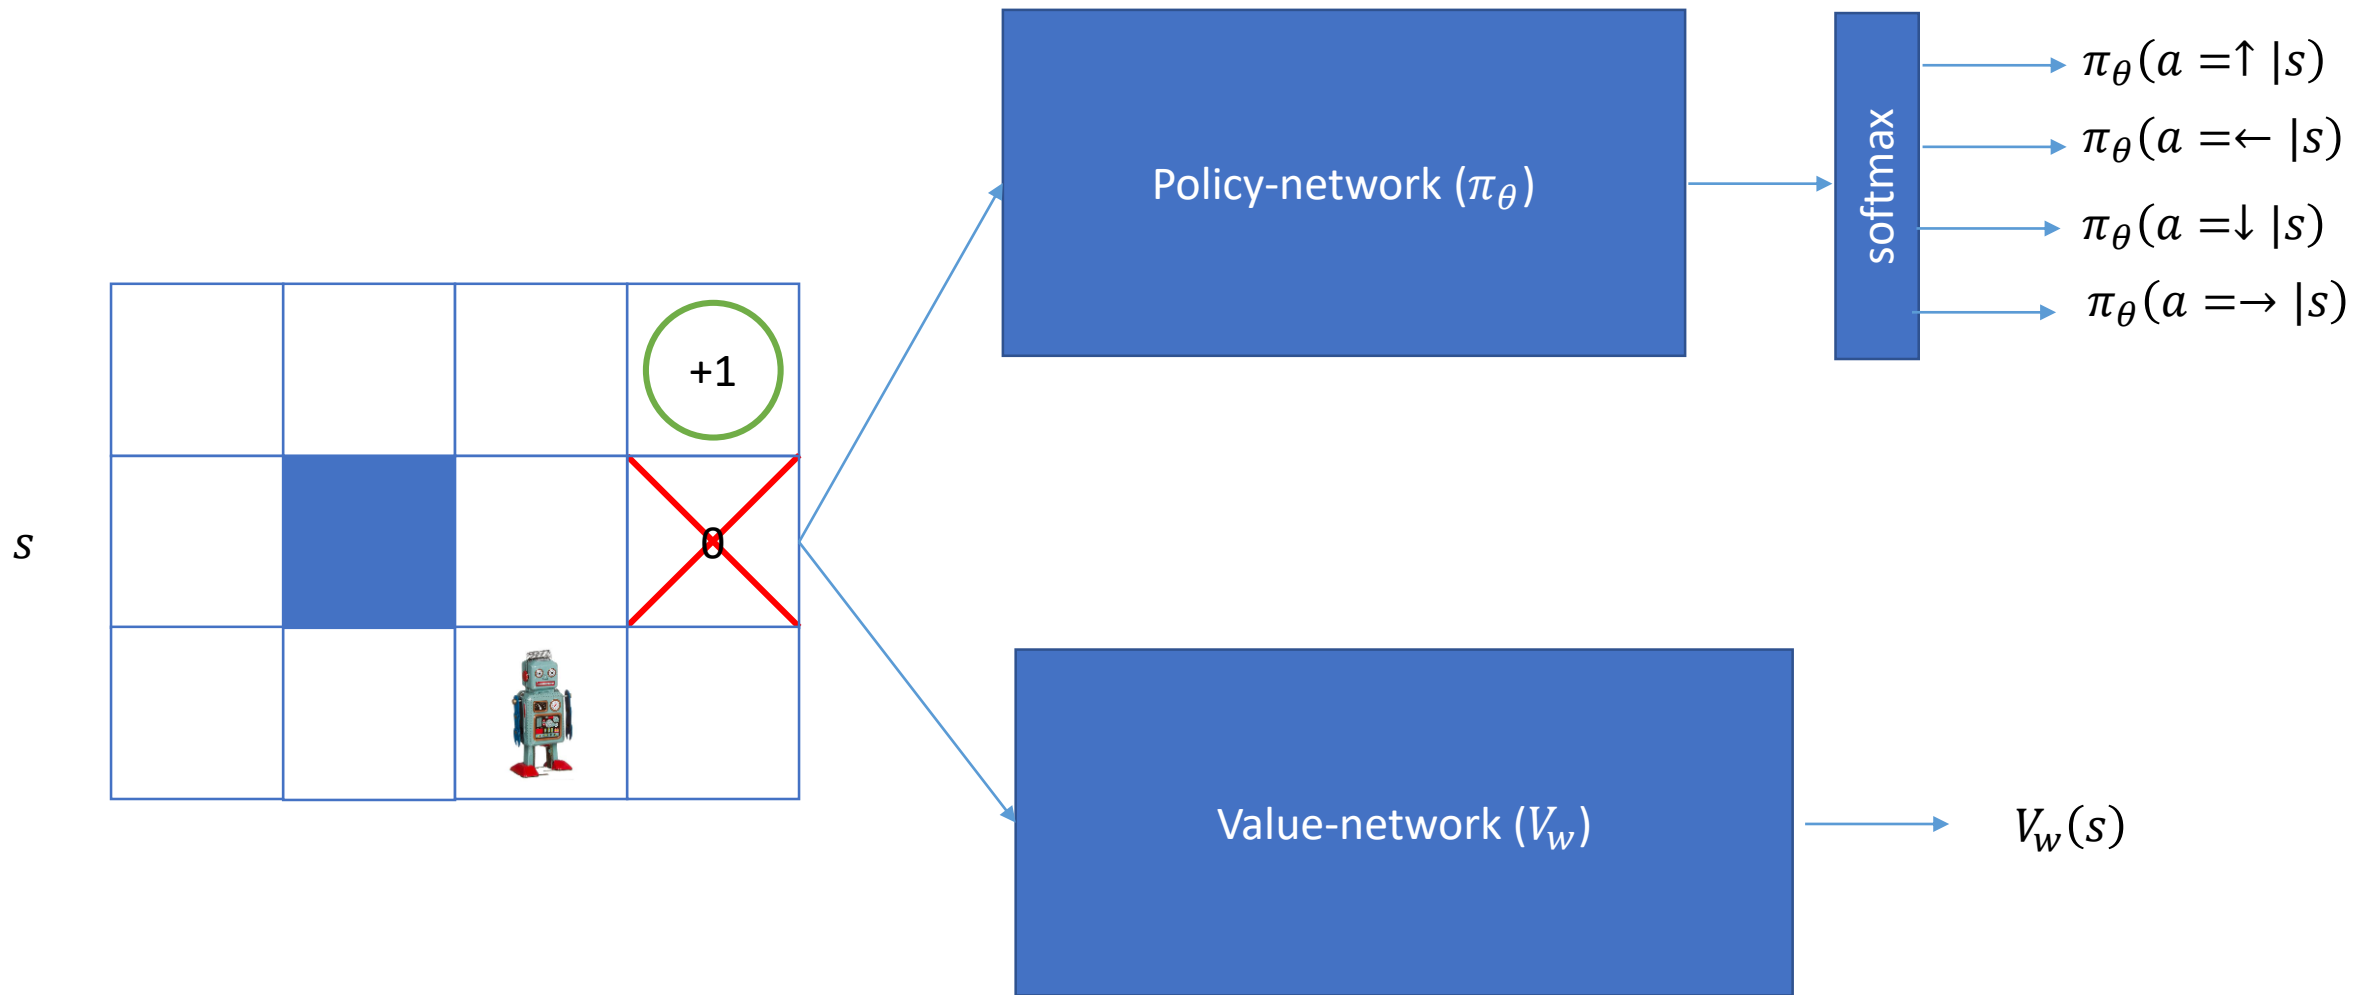 s
+1
0
Policy-network (π_θ)
softmax
π_θ(a =↑ |s)
π_θ(a =← |s)
π_θ(a =↓ |s)
π_θ(a =→ |s)
Value-network (V_w)
V_w(s)